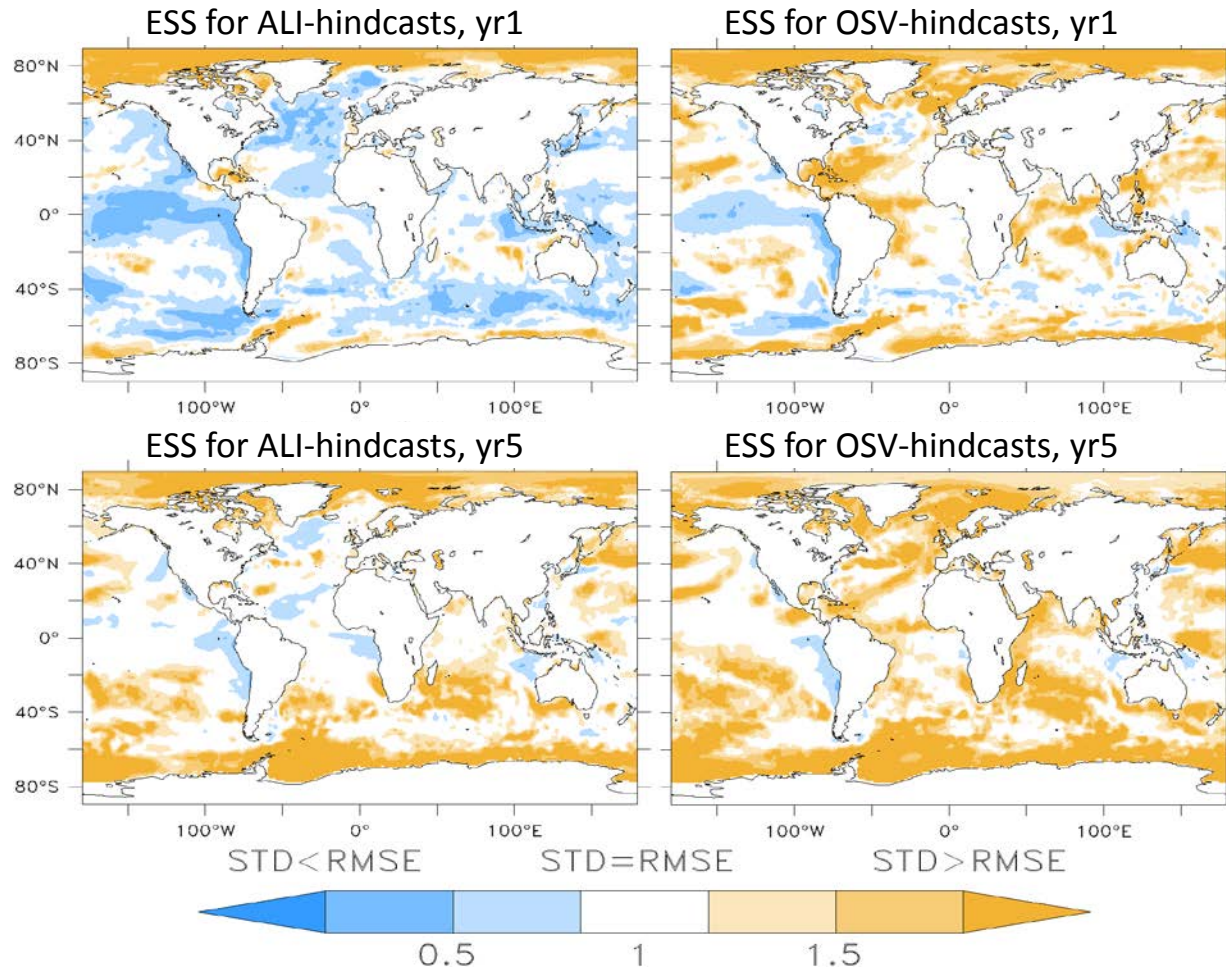 ESS for ALI-hindcasts, yr1
ESS for OSV-hindcasts, yr1
80°N
40°N
0°
40°S
80°S
100°W 0° 100°E
100°W 0° 100°E
ESS for ALI-hindcasts, yr5
ESS for OSV-hindcasts, yr5
80°N
40°N
0°
40°S
80°S
100°W 0° 100°E
100°W 0° 100°E
STD<RMSE STD=RMSE STD>RMSE
0.5 1 1.5